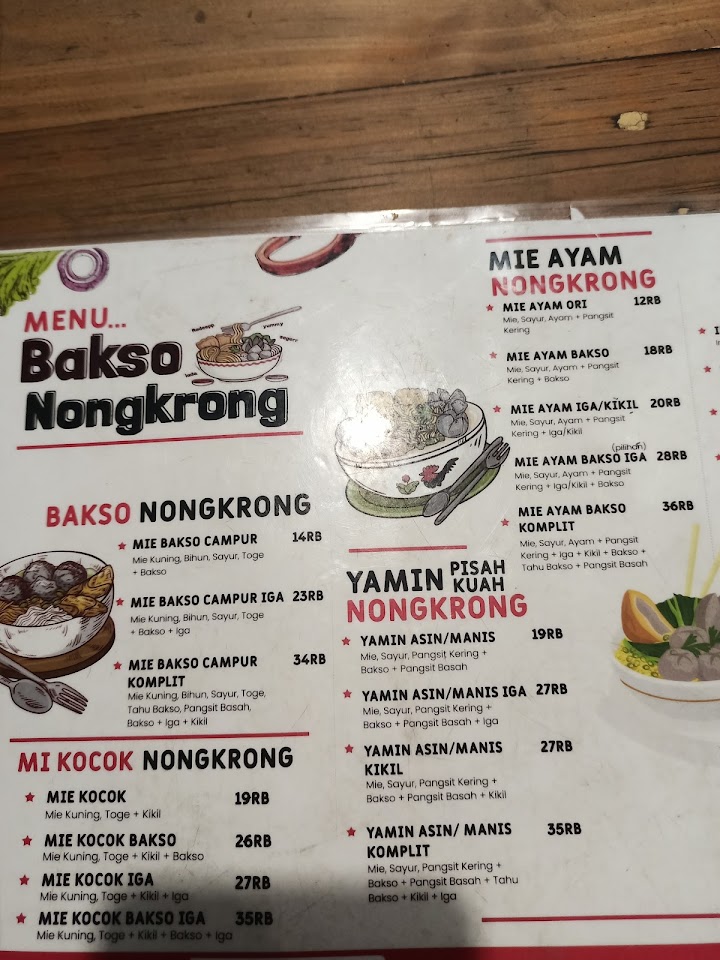 MENU...
Bakso
Nongkrong
yummy
BAKSO NONGKRONG
MIE BAKSO CAMPUR 14RB
Mie Kuning, Bihun, Sayur, Toge
+ Bakso
MIE BAKSO CAMPUR IGA 23RB
Mie Kuning, Bihun, Sayur, Toge
+ Bakso + Iga
MIE BAKSO CAMPUR 34RB
KOMPLIT
Mie Kuning, Bihun, Sayur, Toge,
Tahu Bakso, Pangsit Basah,
Bakso + Iga + Kikil
MI KOCOK NONGKRONG
MIE KOCOK 19RB
Mie Kuning, Toge + Kikil
MIE KOCOK BAKSO 26RB
Mie Kuning, Toge + Kikil + Bakso
MIE KOCOK IGA 27RB
Mie Kuning, Toge + Kikil + Iga
MIE KOCOK BAKSO IGA 35RB
Mie Kuning, Toge + Kikil + Bakso + Iga
MIE AYAM
NONGKRONG
MIE AYAM ORI 12RB
Mie, Sayur, Ayam + Pangsit
Kering
MIE AYAM BAKSO 18RB
Mie, Sayur, Ayam + Pangsit
Kering + Bakso
MIE AYAM IGA/KIKIL 20RB
Mie, Sayur, Ayam + Pangsit
Kering + Iga/Kikil
(pilihan)
MIE AYAM BAKSO IGA 28RB
Mie, Sayur, Ayam + Pangsit
Kering + Iga/Kikil + Bakso
MIE AYAM BAKSO 36RB
KOMPLIT
Mie, Sayur, Ayam + Pangsit
Kering + Iga + Kikil + Bakso +
Tahu Bakso + Pangsit Basah
YAMIN PISAH
KUAH
NONGKRONG
YAMIN ASIN/MANIS 19RB
Mie, Sayur, Pangsit Kering +
Bakso + Pangsit Basah
YAMIN ASIN/MANIS IGA 27RB
Mie, Sayur, Pangsit Kering +
Bakso + Pangsit Basah + Iga
YAMIN ASIN/MANIS 27RB
KIKIL
Mie, Sayur, Pangsit Kering +
Bakso + Pangsit Basah + Kikil
YAMIN ASIN/ MANIS 35RB
KOMPLIT
Mie, Sayur, Pangsit Kering +
Bakso + Pangsit Basah + Tahu
Bakso + Kikil + Iga